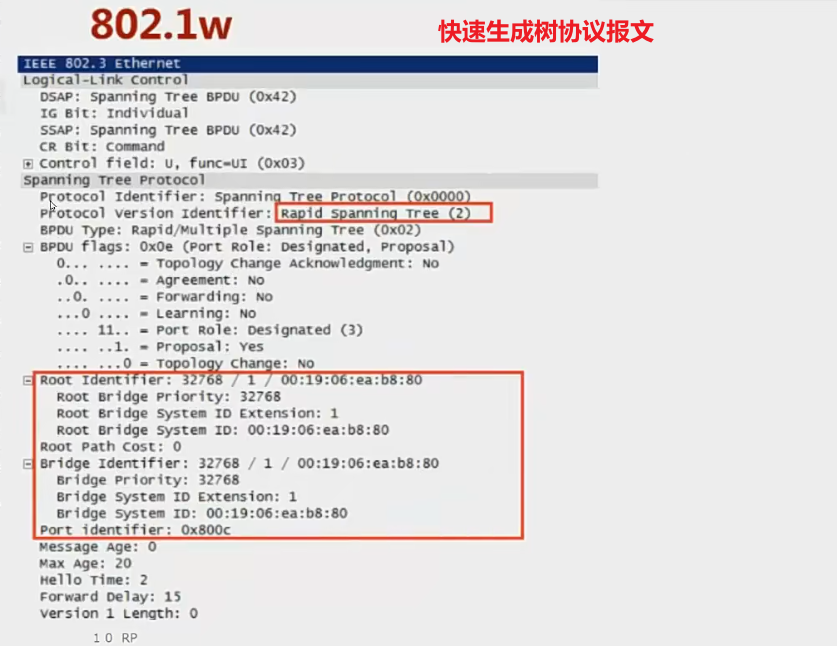 802.1w
快速生成树协议报文
IEEE 802.3 Ethernet
Logical-Link Control
DSAP: Spanning Tree BPDU (0x42)
IG Bit: Individual
SSAP: Spanning Tree BPDU (0x42)
CR Bit: Command
Control field: U, func=UI (0x03)
Spanning Tree Protocol
Protocol Identifier: Spanning Tree Protocol (0x0000)
Protocol Version Identifier: Rapid Spanning Tree (2)
BPDU Type: Rapid/Multiple Spanning Tree (0x02)
BPDU flags: 0x0e (Port Role: Designated, Proposal)
0... .... = Topology Change Acknowledgment: No
.0.. .... = Agreement: No
..0. .... = Forwarding: No
...0 .... = Learning: No
.... 11.. = Port Role: Designated (3)
.... ..1. = Proposal: Yes
.... ...0 = Topology Change: No
Root Identifier: 32768 / 1 / 00:19:06:ea:b8:80
Root Bridge Priority: 32768
Root Bridge System ID Extension: 1
Root Bridge System ID: 00:19:06:ea:b8:80
Root Path Cost: 0
Bridge Identifier: 32768 / 1 / 00:19:06:ea:b8:80
Bridge Priority: 32768
Bridge System ID Extension: 1
Bridge System ID: 00:19:06:ea:b8:80
Port identifier: 0x800c
Message Age: 0
Max Age: 20
Hello Time: 2
Forward Delay: 15
Version 1 Length: 0
1 0 RP